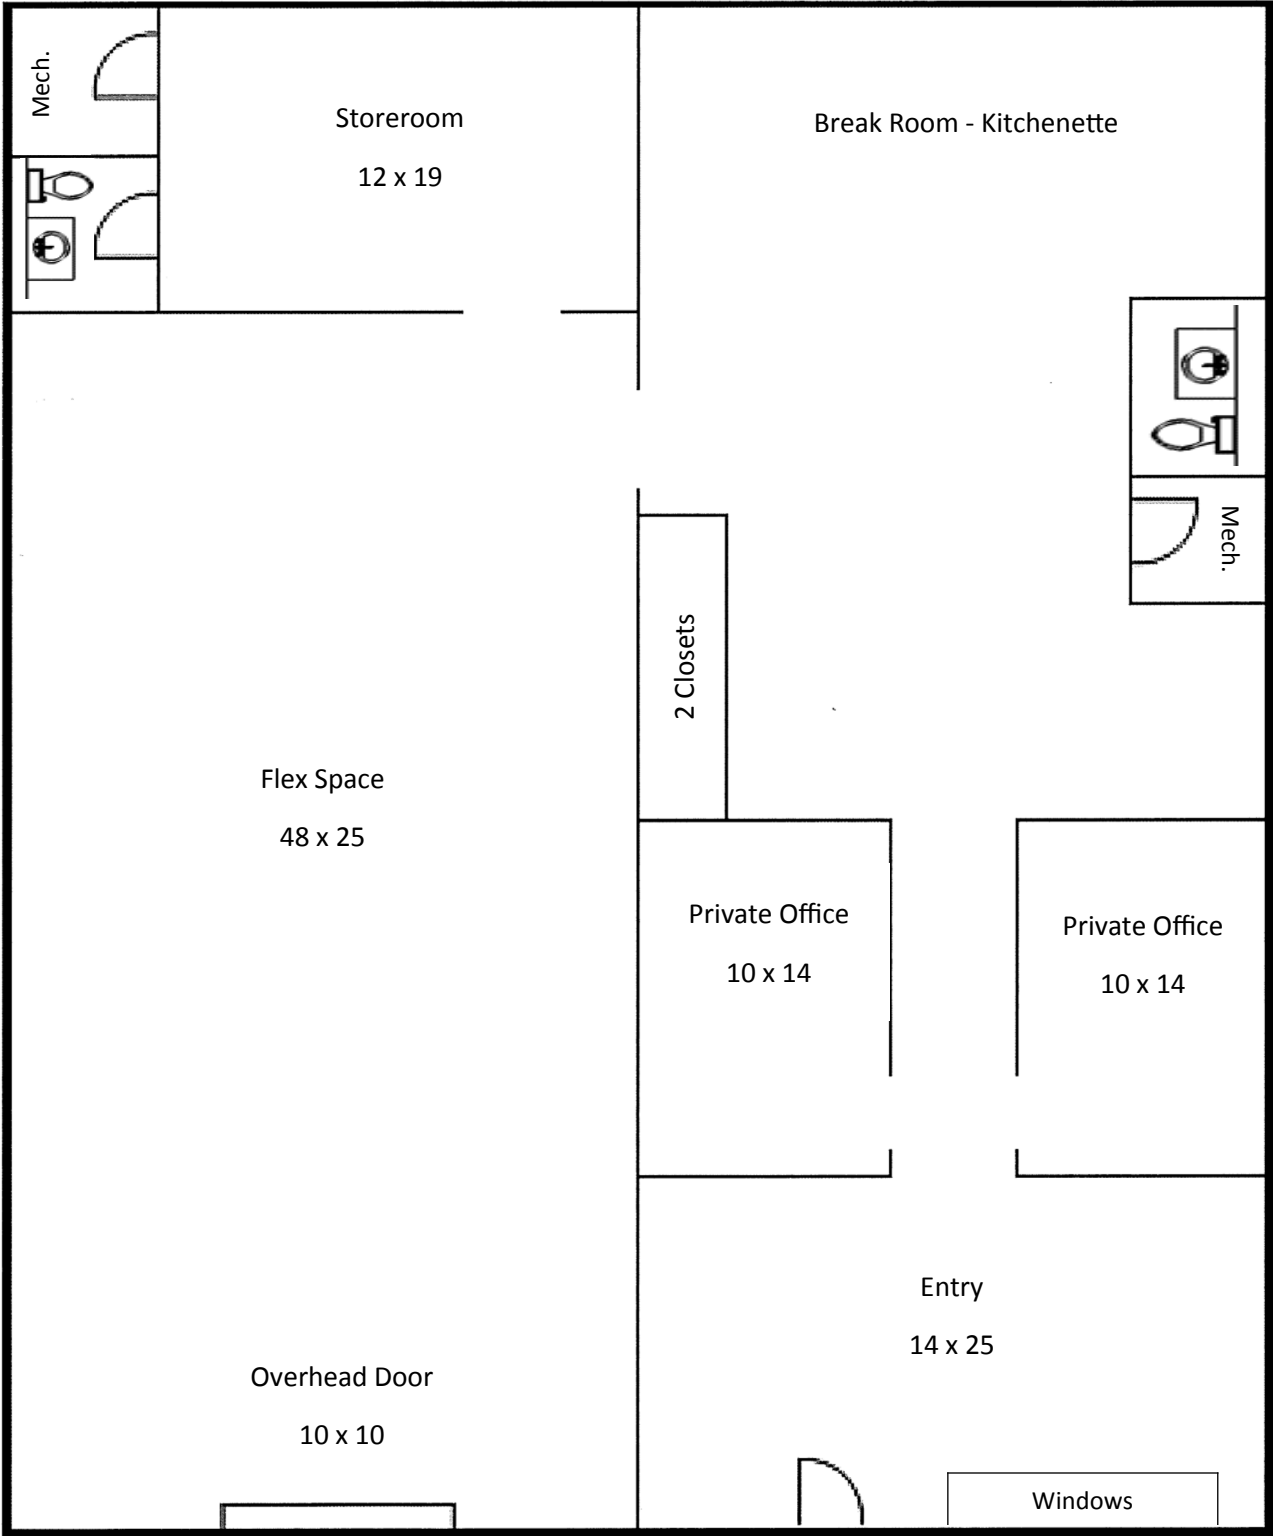 Mech.
Storeroom
12 x 19
Break Room - Kitchenette
Mech.
2 Closets
Flex Space
48 x 25
Private Office
10 x 14
Private Office
10 x 14
Entry
14 x 25
Overhead Door
10 x 10
Windows